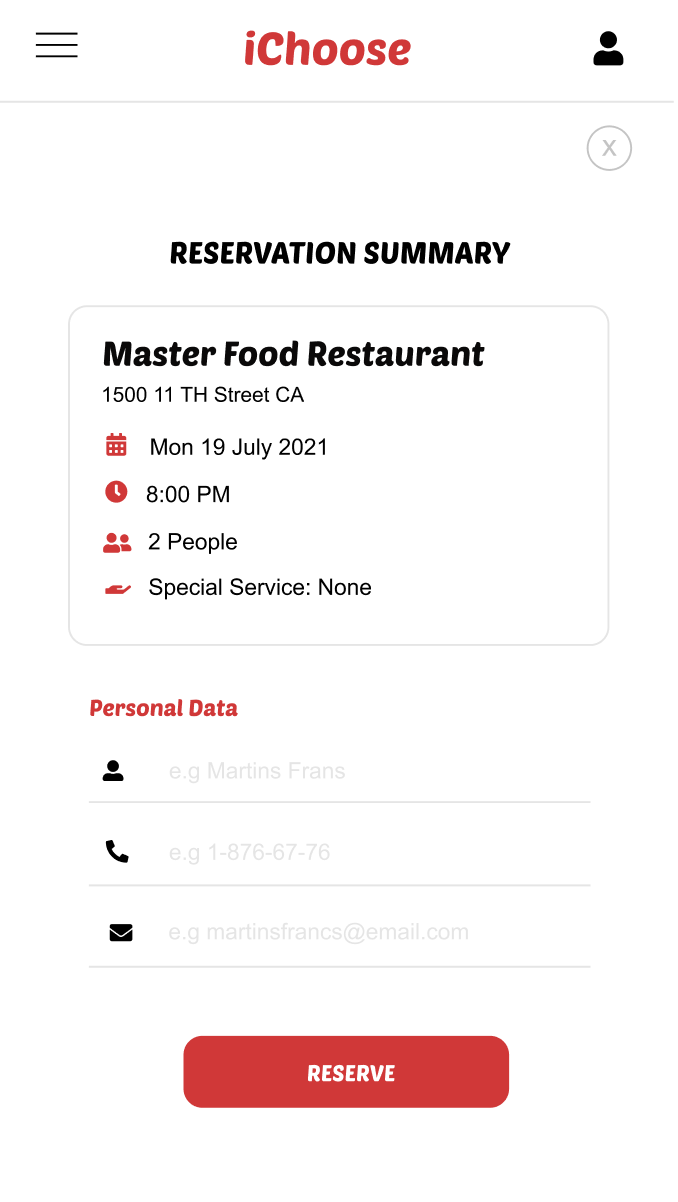 iChoose
X
RESERVATION SUMMARY
Master Food Restaurant
1500 11 TH Street CA
Mon 19 July 2021
8:00 PM
2 People
Special Service: None
Personal Data
e.g Martins Frans
e.g 1-876-67-76
e.g martinsfrancs@email.com
RESERVE